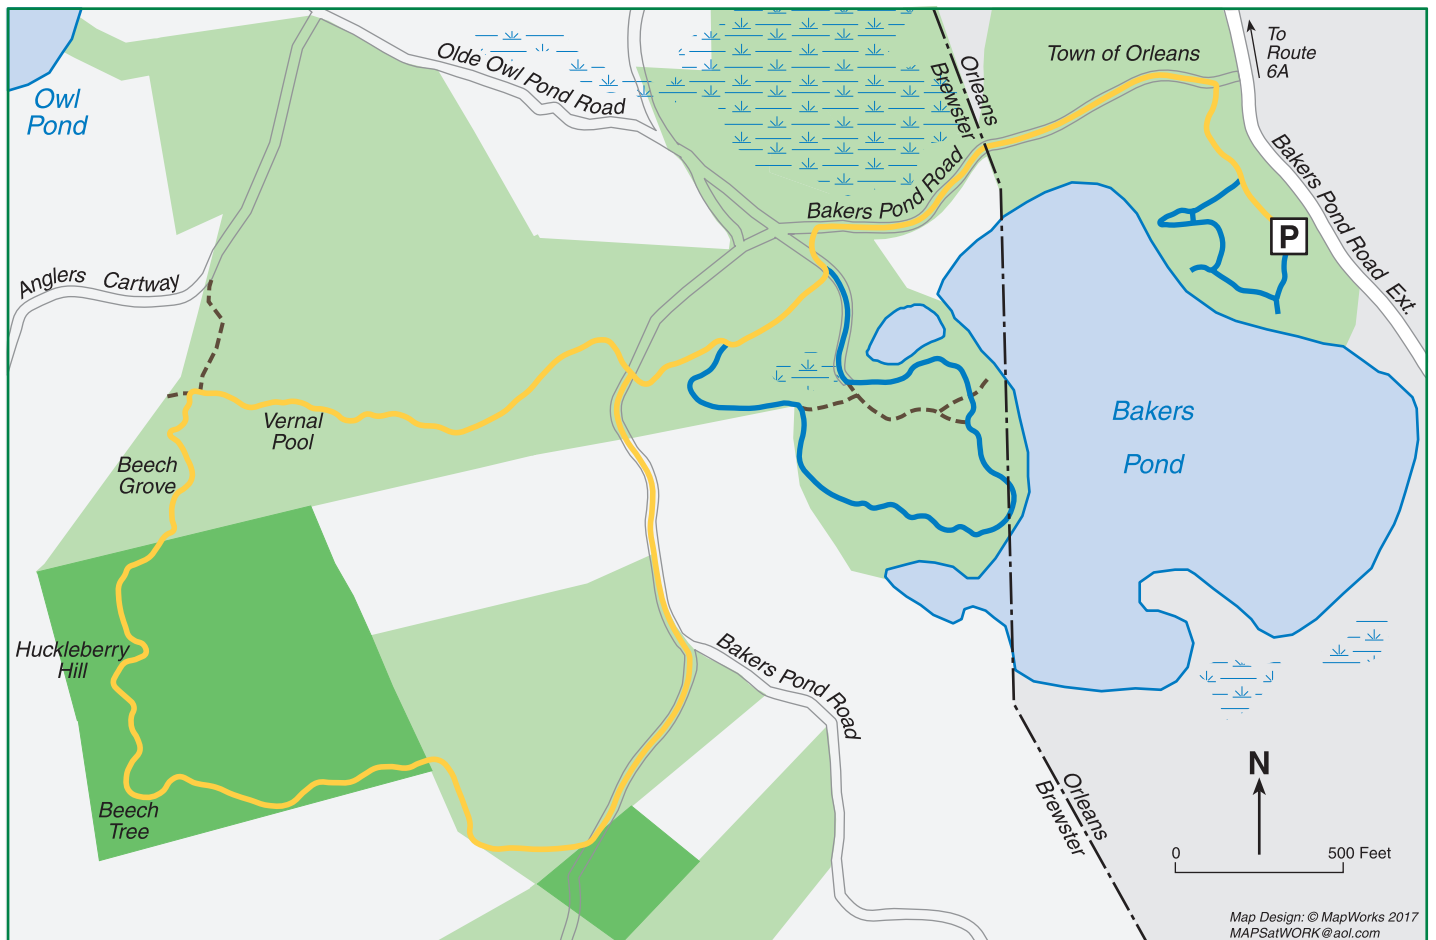 Olde Owl Pond Road
Town of Orleans
To
Route
6A
Orleans
Brewster
Owl
Pond
Bakers Pond Road
Bakers Pond Road Ext.
P
Anglers Cartway
Vernal
Pool
Bakers
Pond
Beech
Grove
Huckleberry
Hill
Bakers Pond Road
Beech
Tree
N
Orleans
Brewster
0
500 Feet
Map Design: © MapWorks 2017
MAPSatWORK@aol.com